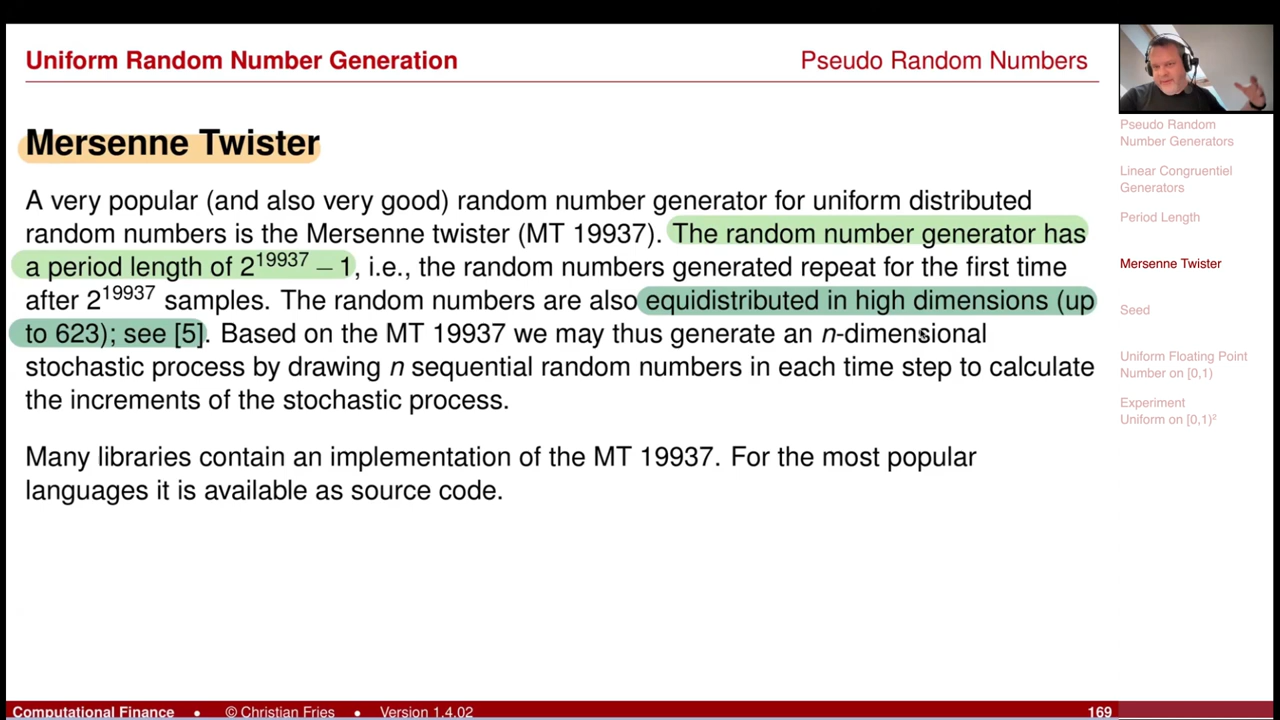 Uniform Random Number Generation
Pseudo Random Numbers
Mersenne Twister
A very popular (and also very good) random number generator for uniform distributed
random numbers is the Mersenne twister (MT 19937). The random number generator has
a period length of 2^19937 − 1, i.e., the random numbers generated repeat for the first time
after 2^19937 samples. The random numbers are also equidistributed in high dimensions (up
to 623); see [5]. Based on the MT 19937 we may thus generate an n-dimensional
stochastic process by drawing n sequential random numbers in each time step to calculate
the increments of the stochastic process.
Many libraries contain an implementation of the MT 19937. For the most popular
languages it is available as source code.
Pseudo Random
Number Generators
Linear Congruentiel
Generators
Period Length
Mersenne Twister
Seed
Uniform Floating Point
Number on [0,1)
Experiment
Uniform on [0,1)²
Computational Finance • © Christian Fries • Version 1.4.02
169